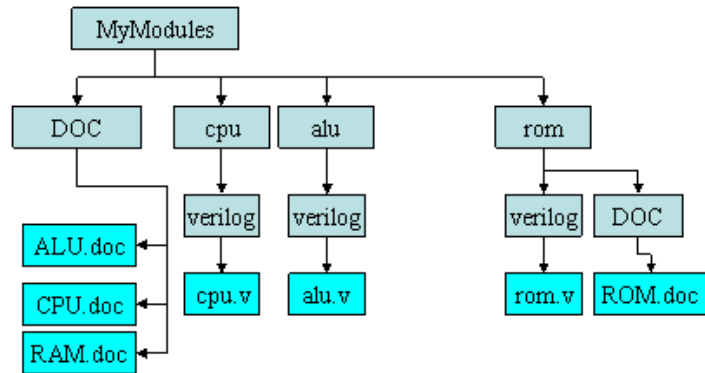 MyModules
DOC
cpu
alu
rom
verilog
verilog
verilog
DOC
ALU.doc
cpu.v
alu.v
rom.v
ROM.doc
CPU.doc
RAM.doc